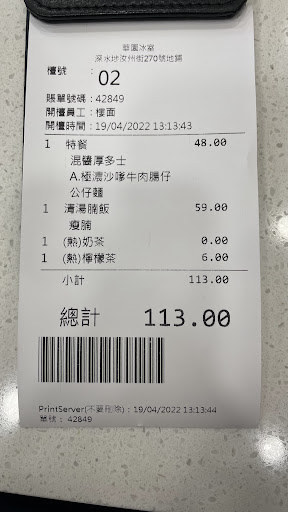 華園冰室
深水埗汝州街270號地鋪
檯號 : 02
賬單號碼 : 42849
開檯員工 : 樓面
開檯時間 : 19/04/2022 13:13:43
1 特餐 48.00
混醬厚多士
A.極濃沙嗲牛肉腸仔
公仔麵
1 清湯腩飯 59.00
瘦腩
1 (熱)奶茶 0.00
1 (熱)檸檬茶 6.00
小計 113.00
總計 113.00
PrintServer(不要刪除) : 19/04/2022 13:13:44
單號 : 42849